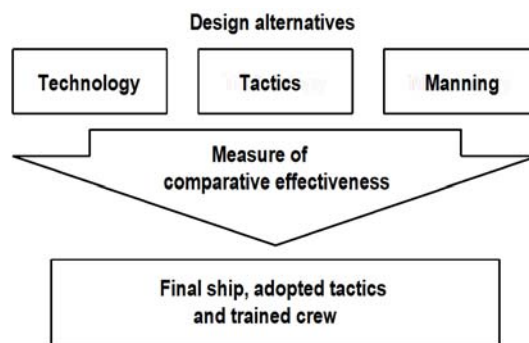 Design alternatives
Technology Tactics Manning
Measure of
comparative effectiveness
Final ship, adopted tactics
and trained crew